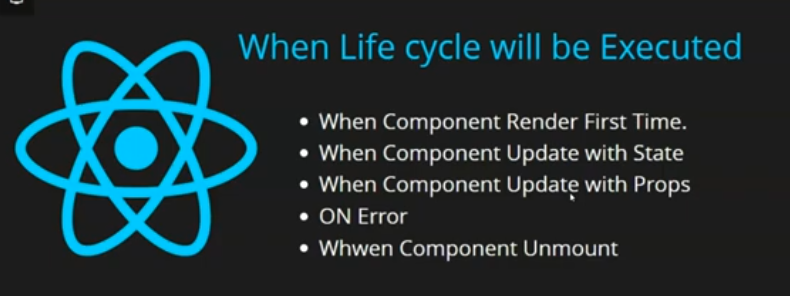 When Life cycle will be Executed
• When Component Render First Time.
• When Component Update with State
• When Component Update with Props
• ON Error
• Whwen Component Unmount